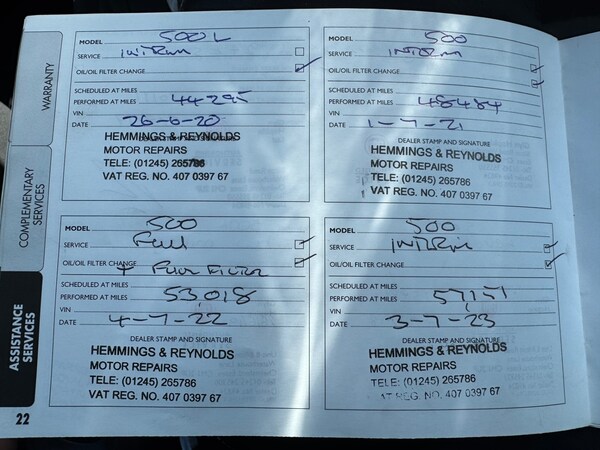 WARRANTY
COMPLEMENTARY
SERVICES
ASSISTANCE
SERVICES
22
MODEL 500L
SERVICE INTRIM
OIL/OIL FILTER CHANGE
SCHEDULED AT MILES
PERFORMED AT MILES 44295
VIN
DATE 26-6-20
HEMMINGS & REYNOLDS
MOTOR REPAIRS
TELE: (01245) 265786
VAT REG. NO. 407 0397 67
MODEL 500
SERVICE INTERIM
OIL/OIL FILTER CHANGE
SCHEDULED AT MILES
PERFORMED AT MILES 48484
VIN
DATE 1-7-21
DEALER STAMP AND SIGNATURE
HEMMINGS & REYNOLDS
MOTOR REPAIRS
TELE: (01245) 265786
VAT REG. NO. 407 0397 67
MODEL 500
SERVICE Full
OIL/OIL FILTER CHANGE
+ FUEL FILTER
SCHEDULED AT MILES
PERFORMED AT MILES 53,018
VIN
DATE 4-7-22
DEALER STAMP AND SIGNATURE
HEMMINGS & REYNOLDS
MOTOR REPAIRS
TELE: (01245) 265786
VAT REG. NO. 407 0397 67
MODEL 500
SERVICE INTRIM
OIL/OIL FILTER CHANGE
SCHEDULED AT MILES
PERFORMED AT MILES 57,151
VIN
DATE 3-7-23
DEALER STAMP AND SIGNATURE
HEMMINGS & REYNOLDS
MOTOR REPAIRS
TELE: (01245) 265786
VAT REG. NO. 407 0397 67